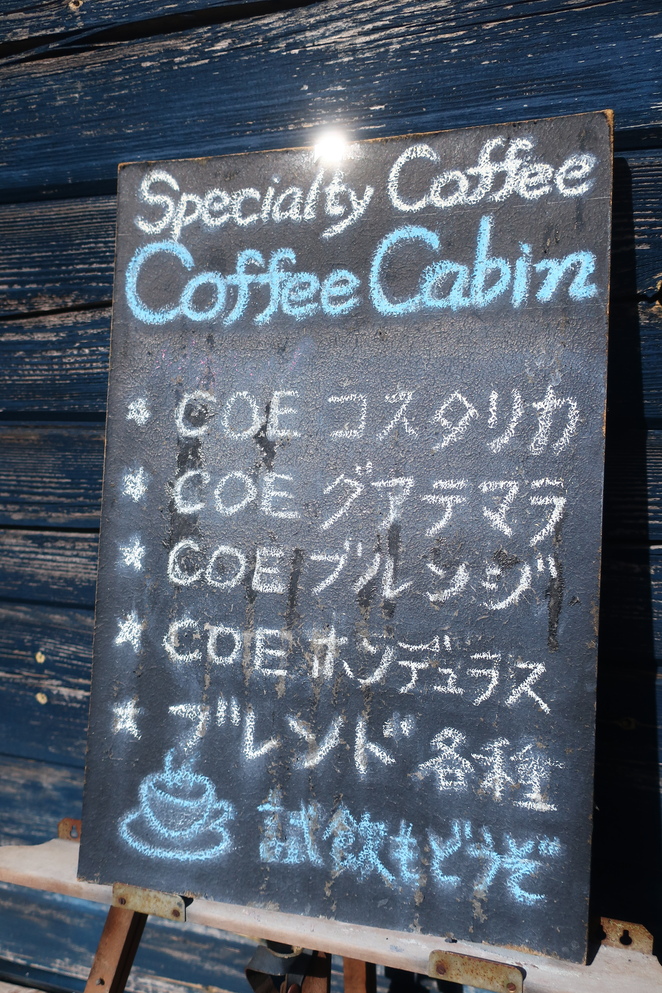 Specialty Coffee
Coffee Cabin
★ COE コスタリカ
★ COE グアテマラ
★ COE ブルンジ
★ COE ホンデュラス
★ ブレンド各種
試飲もどうぞ